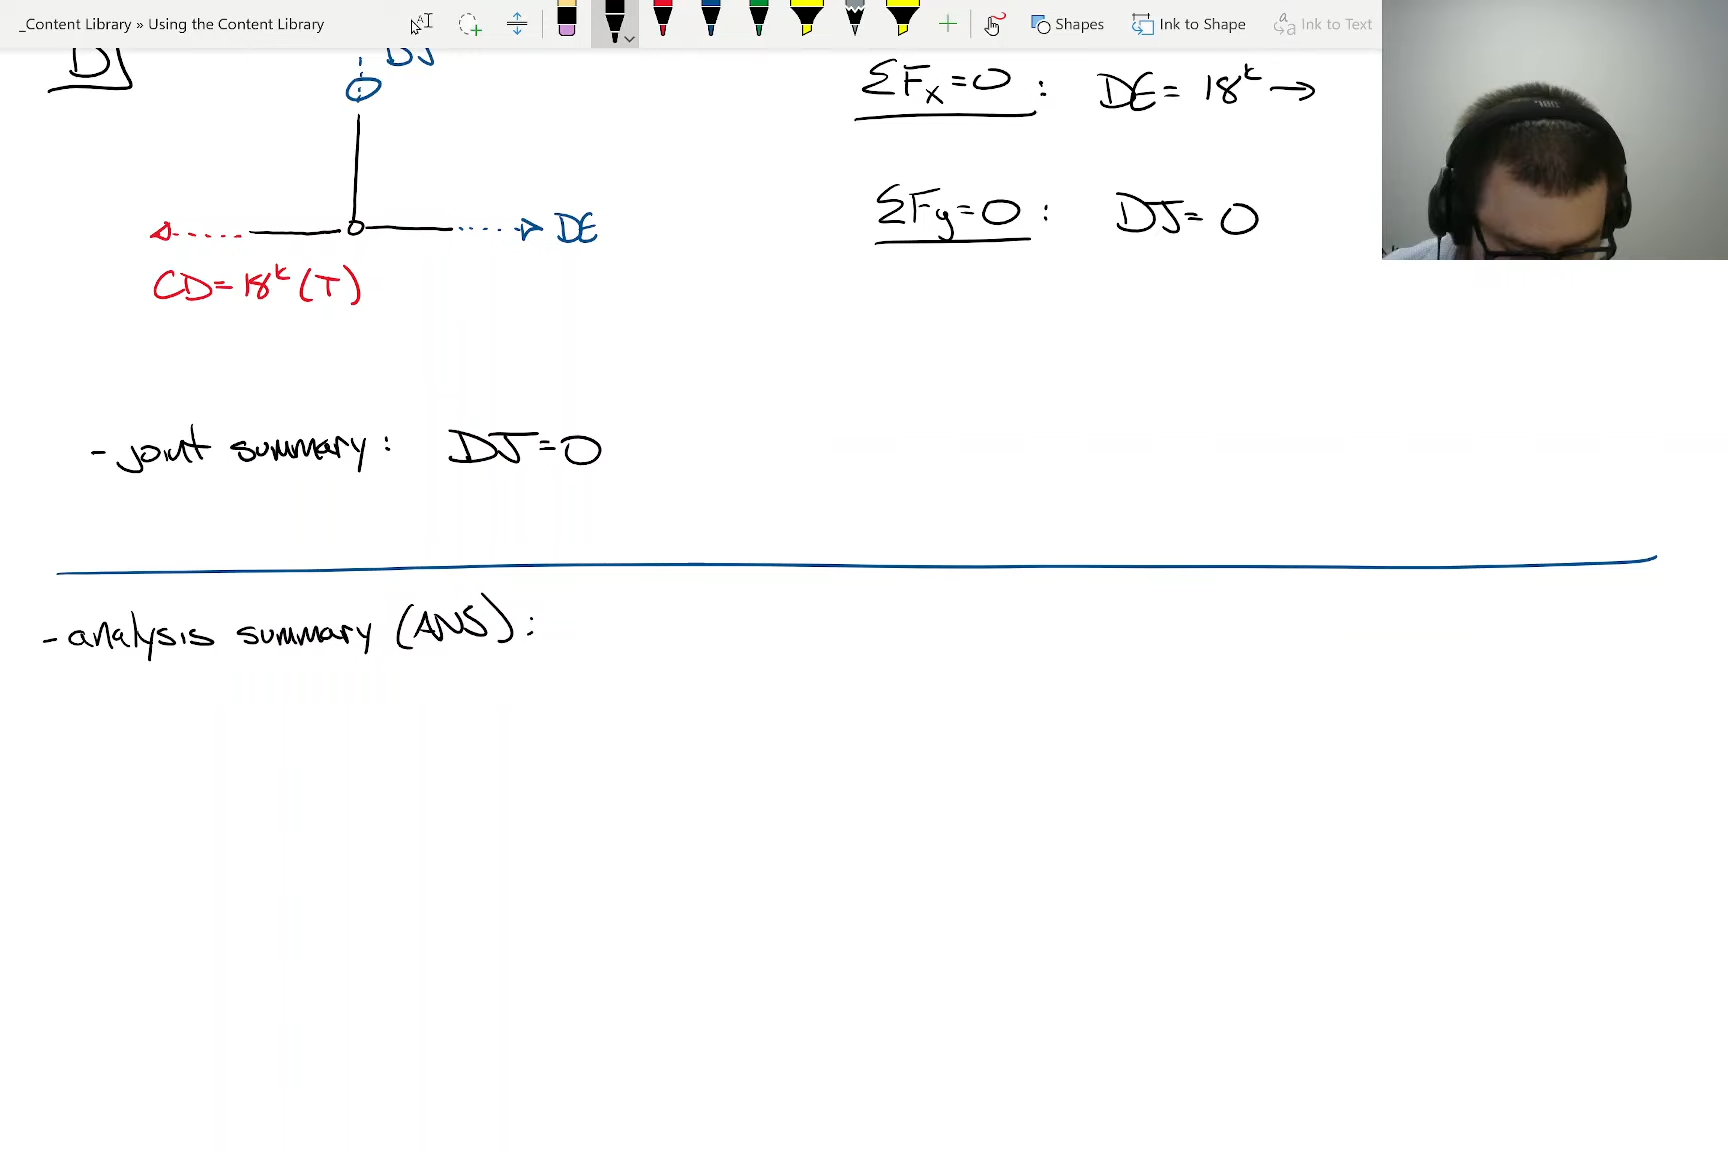 _Content Library » Using the Content Library
Shapes
Ink to Shape
Ink to Text
DJ
DJ
ΣFx=0 : DE= 18ᵏ →
DE
ΣFy=0 : DJ= 0
CD=18ᵏ (T)
- joint summary: DJ=0
- analysis summary (ANS):